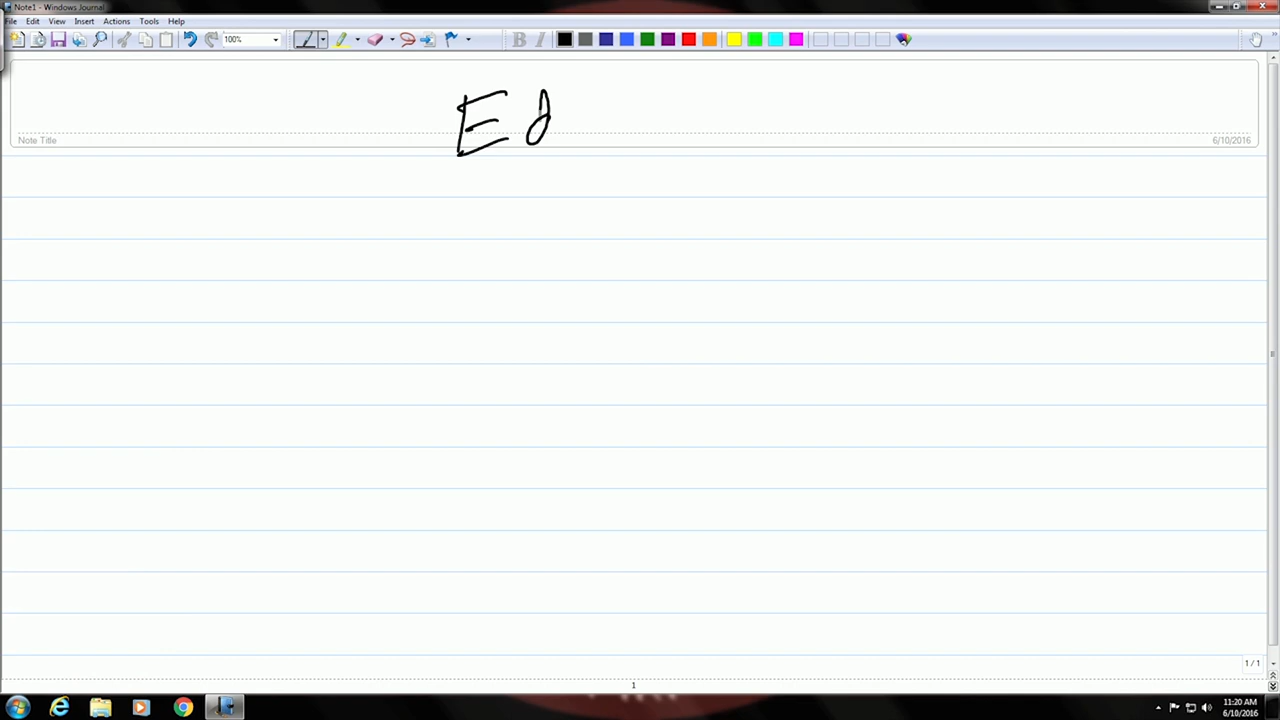 Note1 - Windows Journal
File Edit View Insert Actions Tools Help
100%
B I
E
Note Title
6/10/2016
1 / 1
1
11:20 AM
6/10/2016